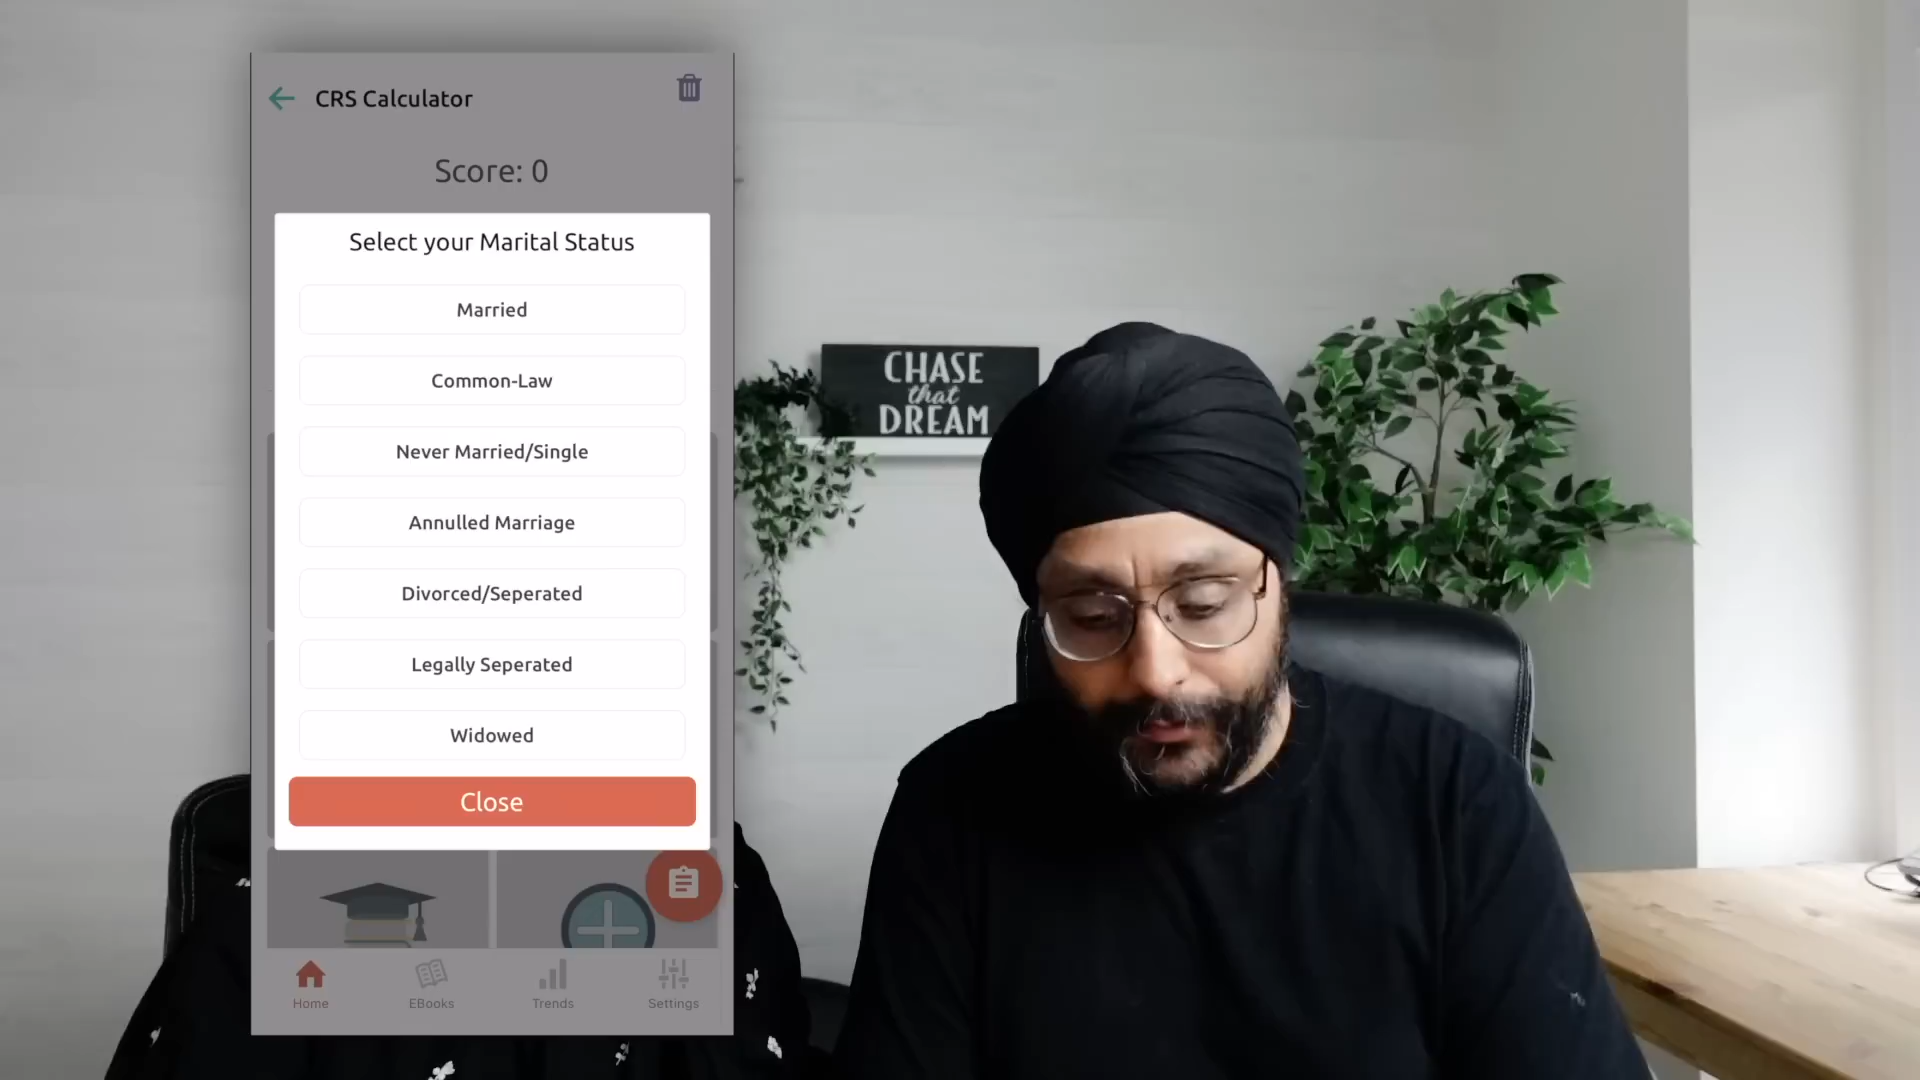 CRS Calculator
Score: 0
Select your Marital Status
Married
Common-Law
Never Married/Single
Annulled Marriage
Divorced/Seperated
Legally Seperated
Widowed
Close
Home
EBooks
Trends
Settings
CHASE
that
DREAM